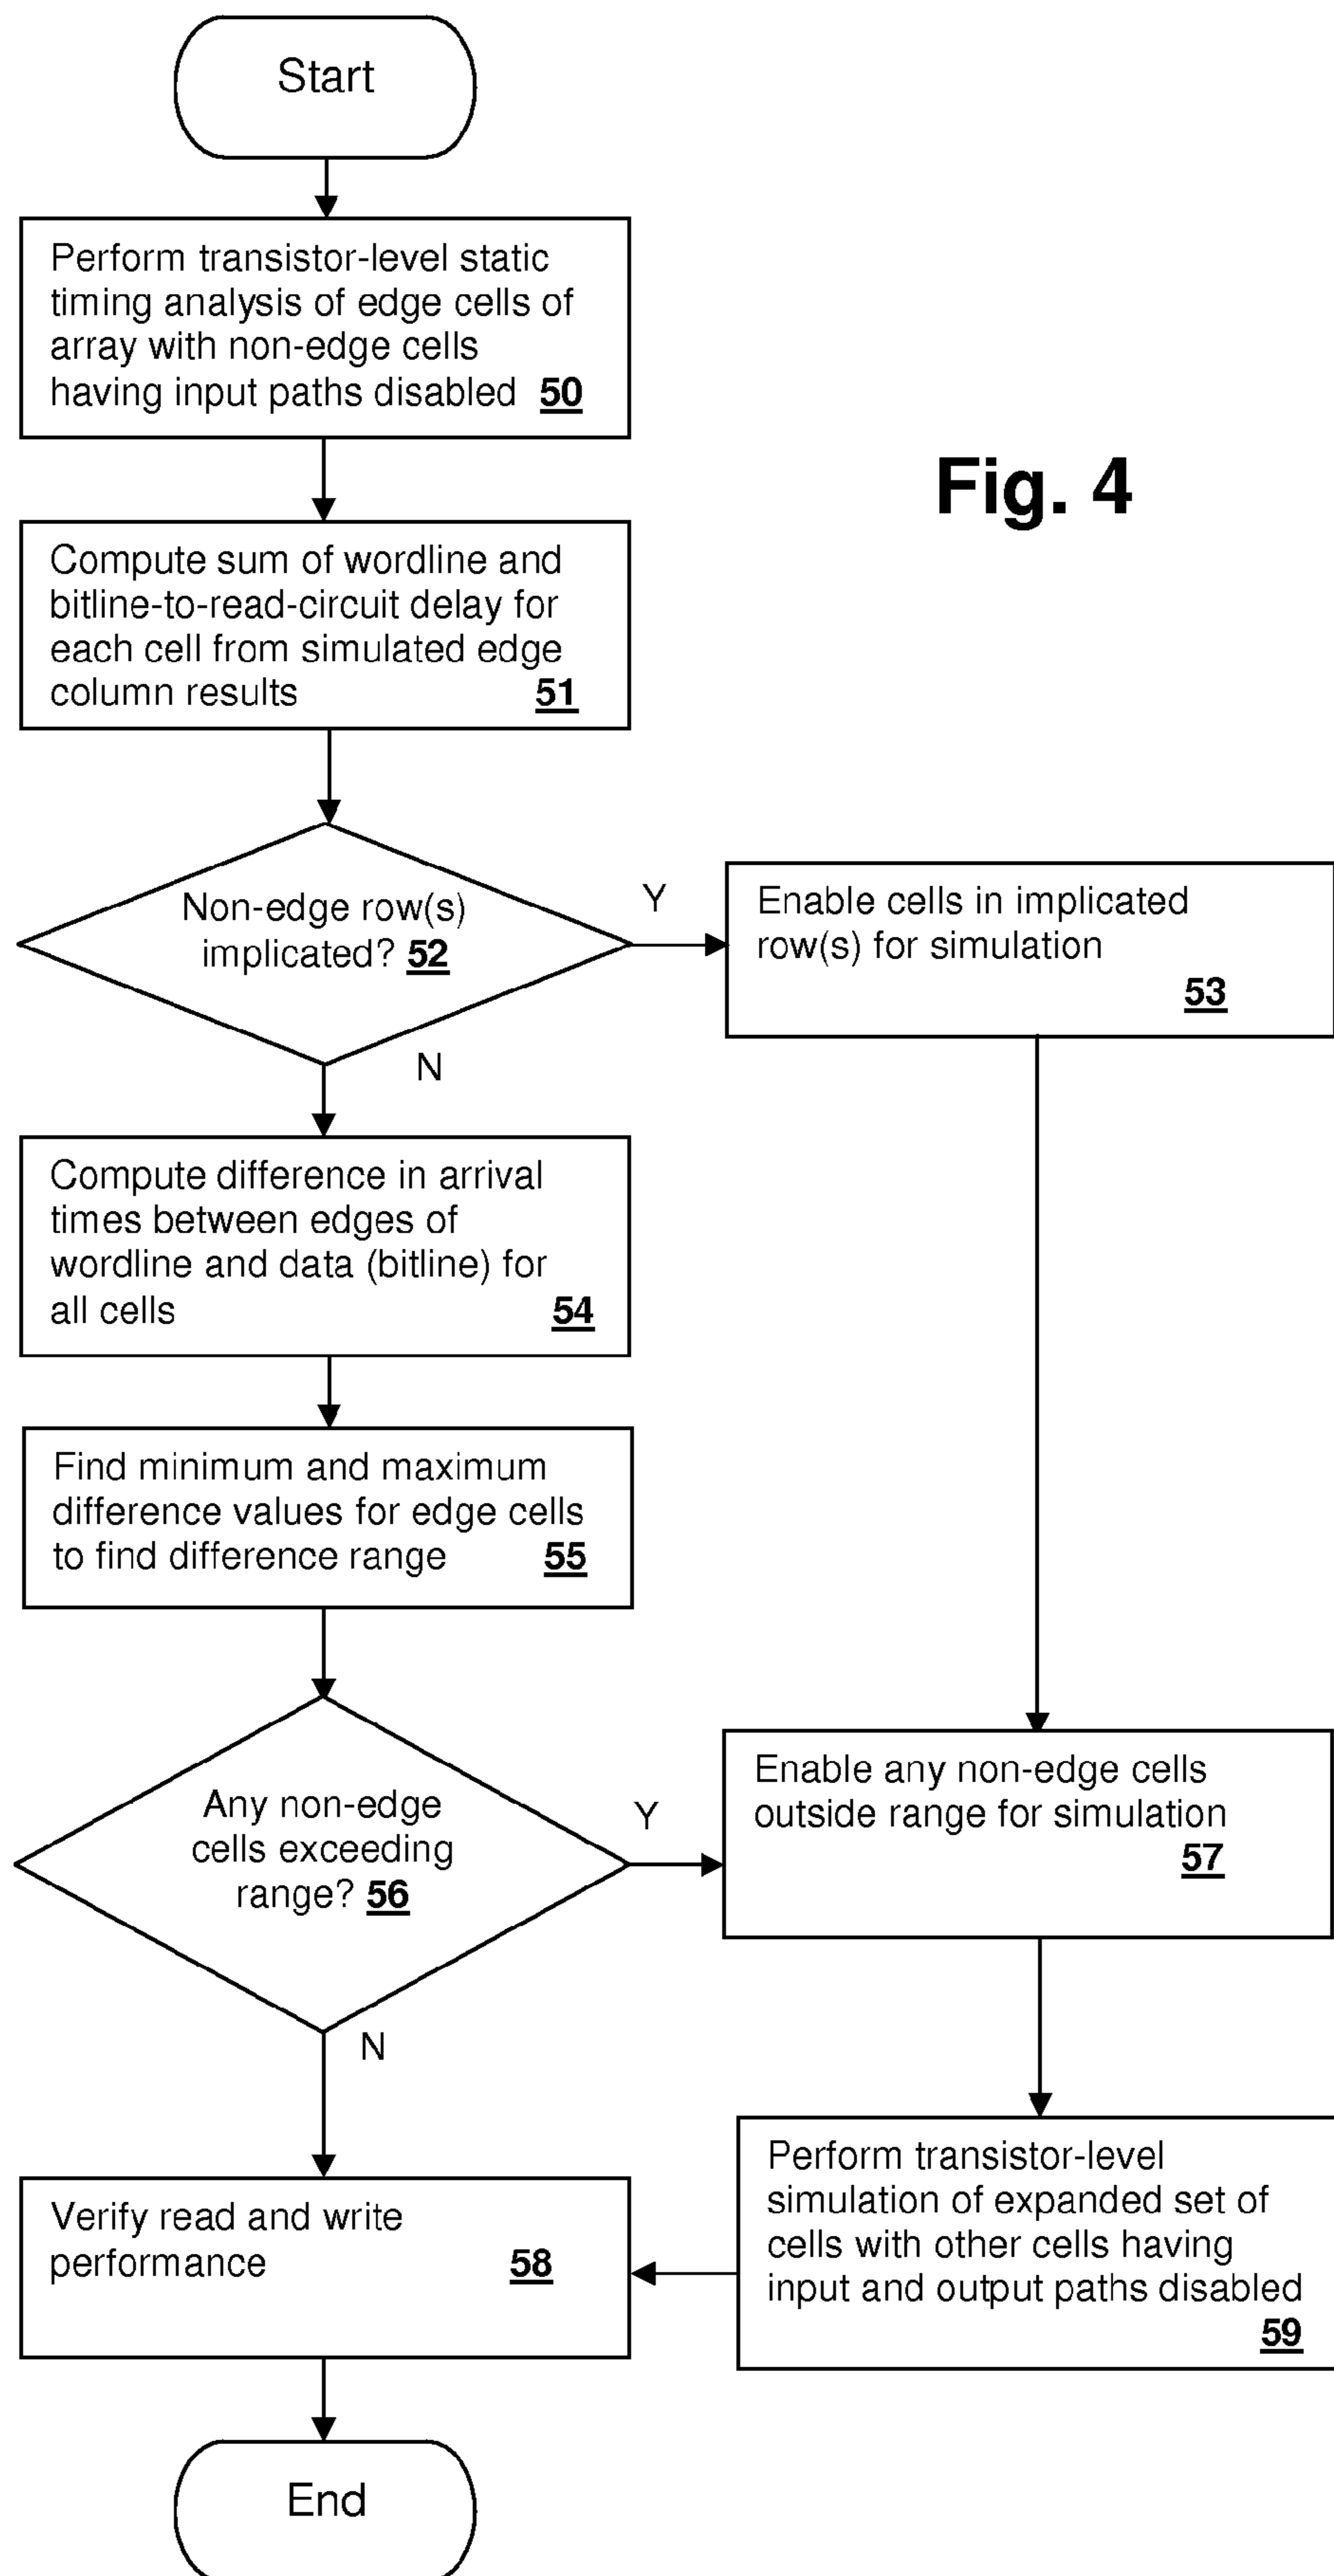 Start
Perform transistor-level static
timing analysis of edge cells of
array with non-edge cells
having input paths disabled 50
Fig. 4
Compute sum of wordline and
bitline-to-read-circuit delay for
each cell from simulated edge
column results 51
Non-edge row(s)
implicated? 52
Y
Enable cells in implicated
row(s) for simulation
53
N
Compute difference in arrival
times between edges of
wordline and data (bitline) for
all cells 54
Find minimum and maximum
difference values for edge cells
to find difference range 55
Any non-edge
cells exceeding
range? 56
Y
Enable any non-edge cells
outside range for simulation
57
N
Verify read and write
performance 58
Perform transistor-level
simulation of expanded set of
cells with other cells having
input and output paths disabled
59
End